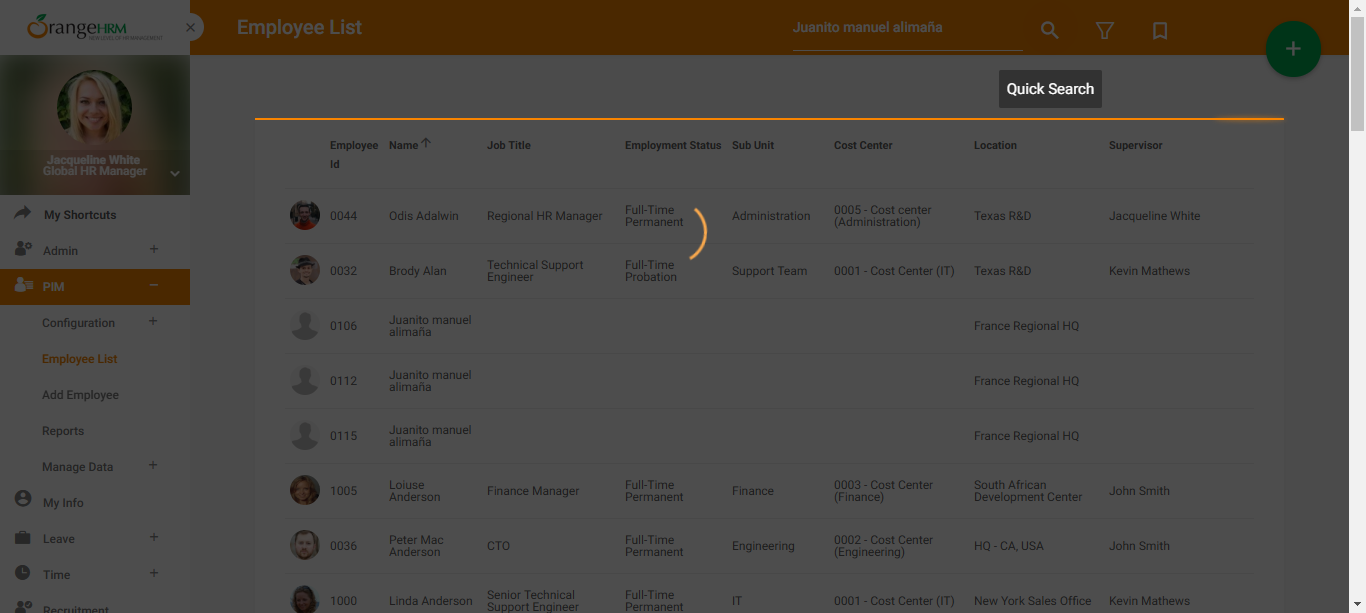 OrangeHRM
Employee List
Juanito manuel alimaña
Quick Search
Jacqueline White
Global HR Manager
My Shortcuts
Admin
PIM
Configuration
Employee List
Add Employee
Reports
Manage Data
My Info
Leave
Time
Recruitment
Employee Id Name Job Title Employment Status Sub Unit Cost Center Location Supervisor
0044 Odis Adalwin Regional HR Manager Full-Time Permanent Administration 0005 - Cost center (Administration) Texas R&D Jacqueline White
0032 Brody Alan Technical Support Engineer Full-Time Probation Support Team 0001 - Cost Center (IT) Texas R&D Kevin Mathews
0106 Juanito manuel alimaña France Regional HQ
0112 Juanito manuel alimaña France Regional HQ
0115 Juanito manuel alimaña France Regional HQ
1005 Loiuse Anderson Finance Manager Full-Time Permanent Finance 0003 - Cost Center (Finance) South African Development Center John Smith
0036 Peter Mac Anderson CTO Full-Time Permanent Engineering 0002 - Cost Center (Engineering) HQ - CA, USA John Smith
1000 Linda Anderson Senior Technical Support Engineer Full-Time Permanent IT 0001 - Cost Center (IT) New York Sales Office Kevin Mathews